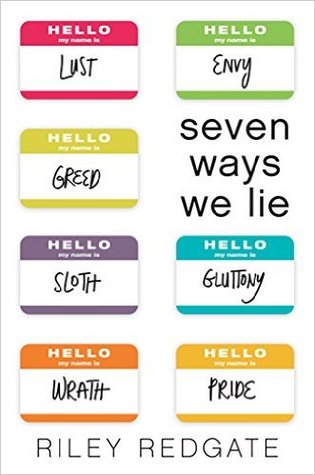 HELLO
my name is
LUST
HELLO
my name is
ENVY
HELLO
my name is
GREED
seven
ways
we lie
HELLO
my name is
SLOTH
HELLO
my name is
GLUTTONY
HELLO
my name is
WRATH
HELLO
my name is
PRIDE
RILEY REDGATE